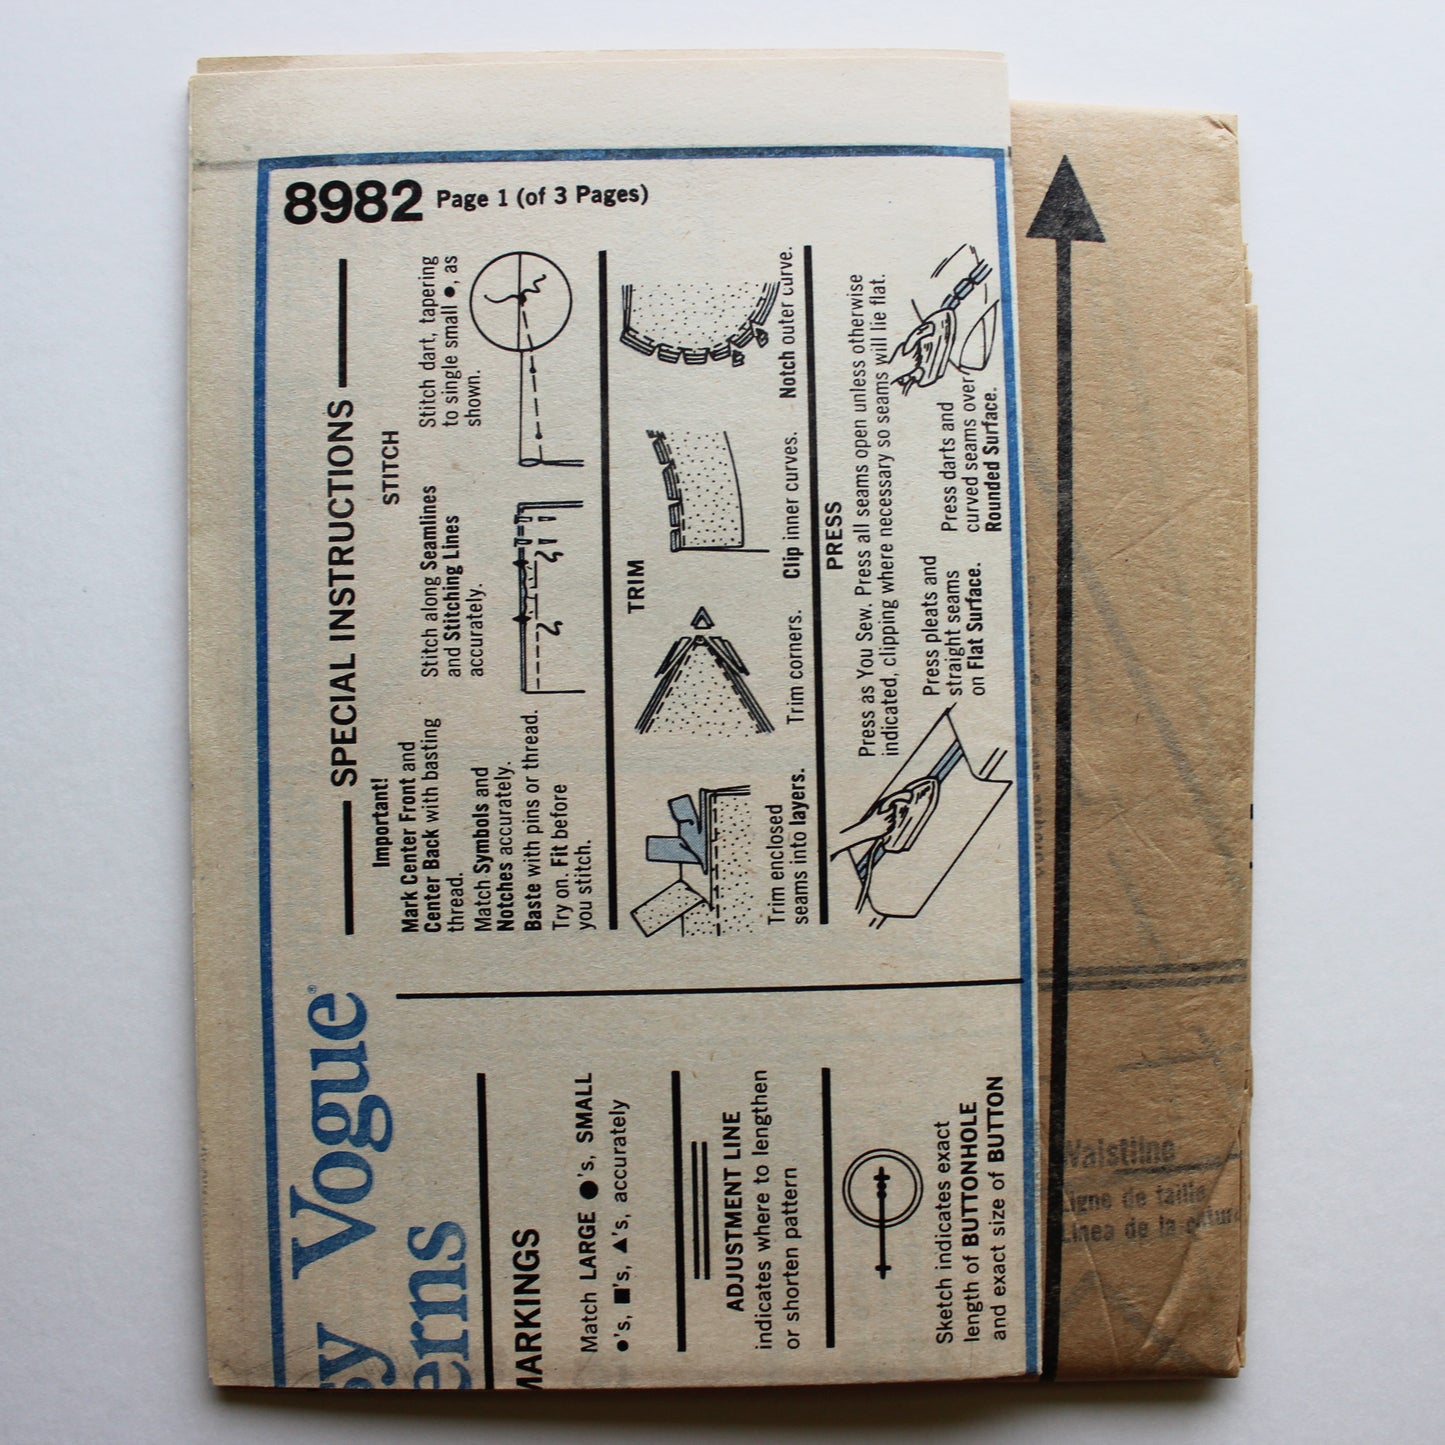 8982 Page 1 (of 3 Pages)
SPECIAL INSTRUCTIONS
Important!
Mark Center Front and
Center Back with basting
thread.
Match Symbols and
Notches accurately.
Baste with pins or thread.
Try on. Fit before
you stitch.
STITCH
Stitch along Seamlines
and Stitching Lines
accurately.
Stitch dart, tapering
to single small ●, as
shown.
TRIM
Trim enclosed
seams into layers.
Trim corners.
Clip inner curves.
Notch outer curve.
PRESS
Press as You Sew. Press all seams open unless otherwise
indicated, clipping where necessary so seams will lie flat.
Press pleats and
straight seams
on Flat Surface.
Press darts and
curved seams over
Rounded Surface.
sy Vogue®
erns
MARKINGS
Match LARGE ●'s, SMALL
●'s, ■'s, ▲'s, accurately
ADJUSTMENT LINE
indicates where to lengthen
or shorten pattern
Sketch indicates exact
length of BUTTONHOLE
and exact size of BUTTON
Waistline
Ligne de taille
Linea de la